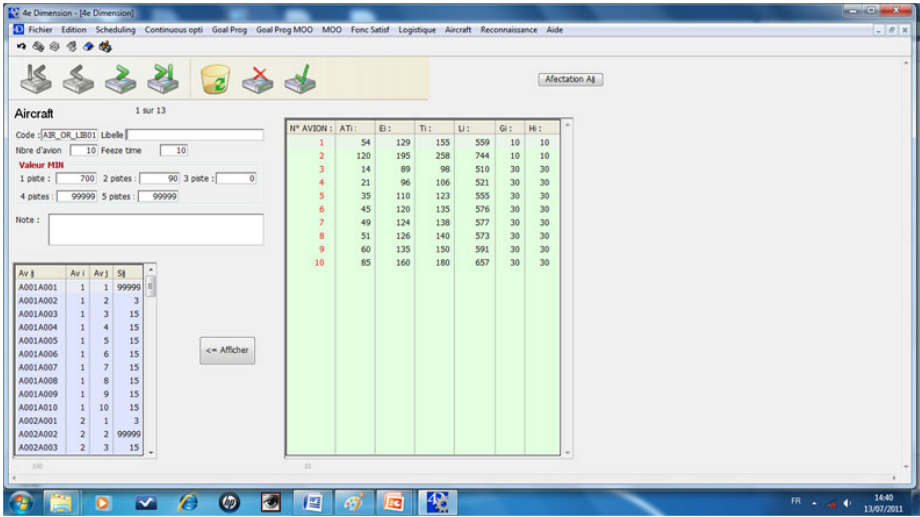 4e Dimension - [4e Dimension]
Fichier Edition Scheduling Continuous opti Goal Prog Goal Prog MOO MOO Fonc Satisf Logistique Aircraft Reconnaissance Aide
Afectation Aij
Aircraft 1 sur 13
Code : AIR_OR_LIB01 Libelle
Nbre d'avion 10 Feeze time 10
Valeur MIN
1 piste : 700 2 pistes : 90 3 piste : 0
4 pistes : 99999 5 pistes : 99999
Note :
N° AVION : ATi : Ei : Ti : Li : Gi : Hi :
1 54 129 155 559 10 10
2 120 195 258 744 10 10
3 14 89 98 510 30 30
4 21 96 106 521 30 30
5 35 110 123 555 30 30
6 45 120 135 576 30 30
7 49 124 138 577 30 30
8 51 126 140 573 30 30
9 60 135 150 591 30 30
10 85 160 180 657 30 30
Av ij Av i Av j Sij
A001A001 1 1 99999
A001A002 1 2 3
A001A003 1 3 15
A001A004 1 4 15
A001A005 1 5 15
A001A006 1 6 15
A001A007 1 7 15
A001A008 1 8 15
A001A009 1 9 15
A001A010 1 10 15
A002A001 2 1 3
A002A002 2 2 99999
A002A003 2 3 15
<= Afficher
100 10
FR 14:40
13/07/2011